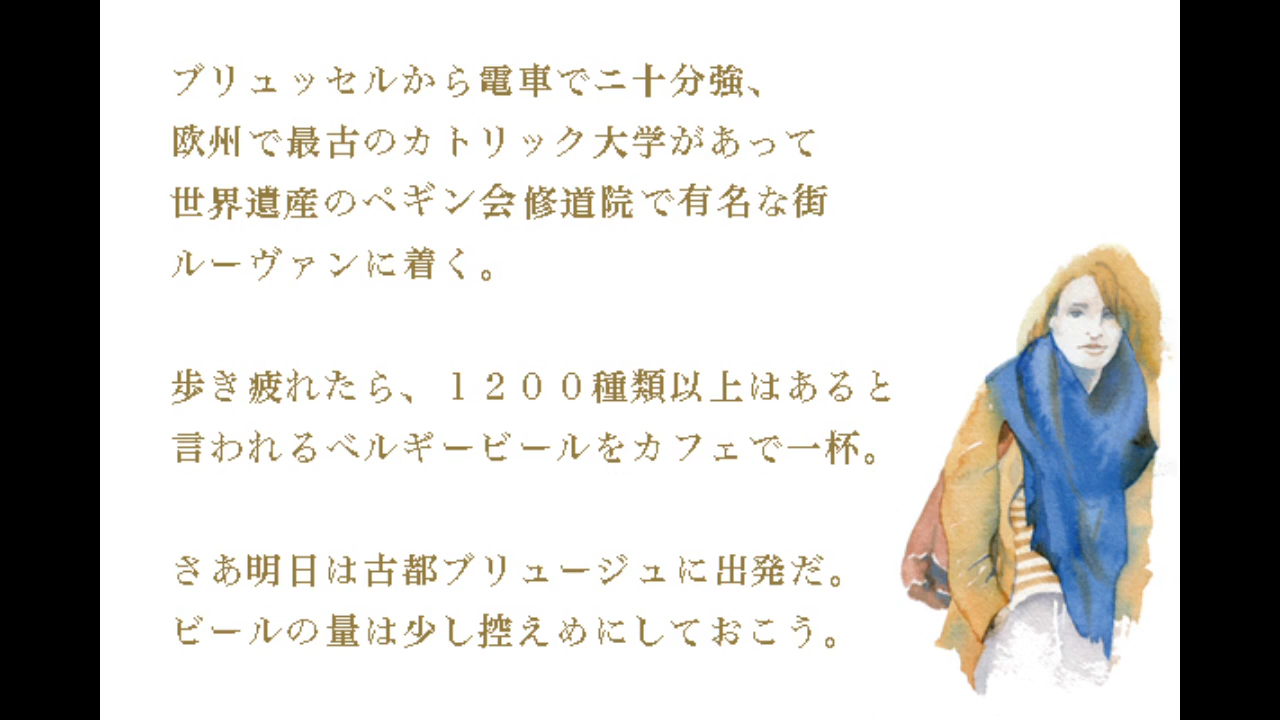 ブリュッセルから電車で二十分強、
欧州で最古のカトリック大学があって
世界遺産のペギン会修道院で有名な街
ルーヴァンに着く。
歩き疲れたら、１２００種類以上はあると
言われるベルギービールをカフェで一杯。
さあ明日は古都ブリュージュに出発だ。
ビールの量は少し控えめにしておこう。